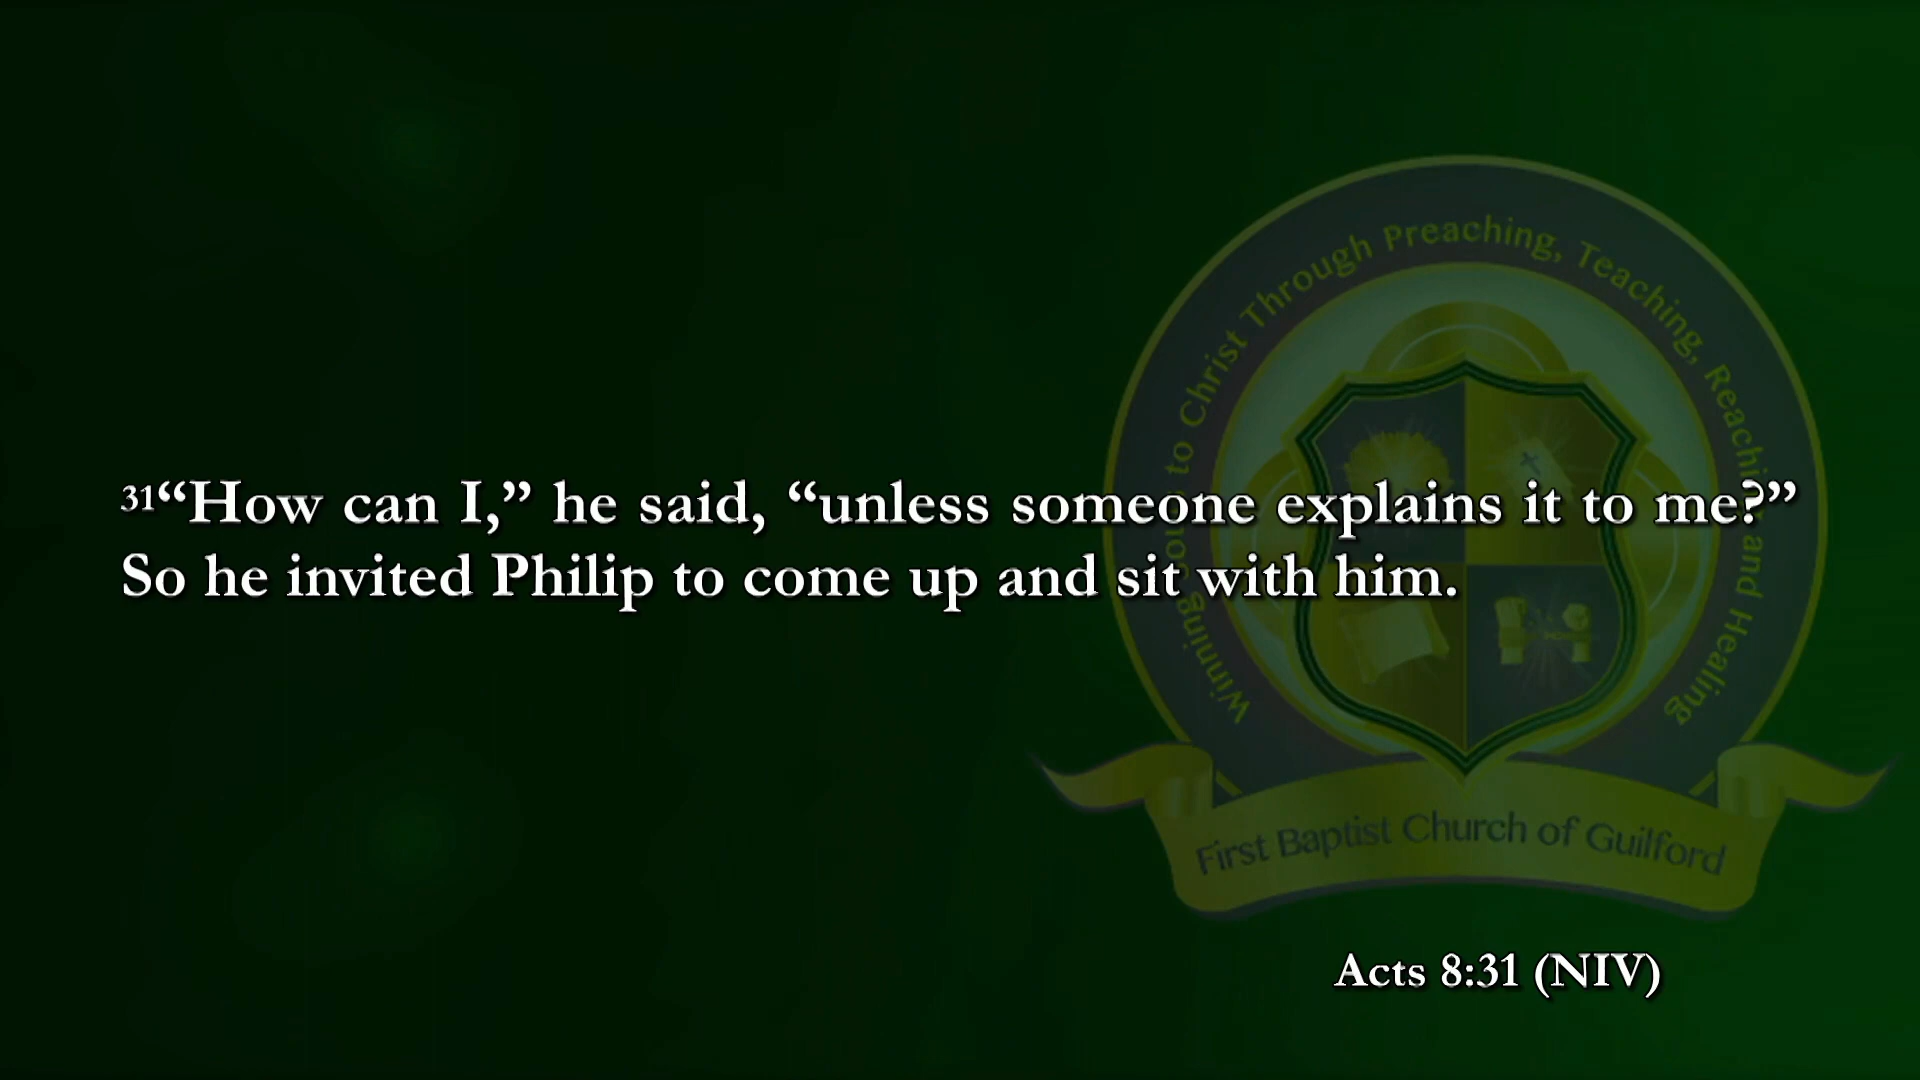 31“How can I,” he said, “unless someone explains it to me?”
So he invited Philip to come up and sit with him.
Winning Souls to Christ Through Preaching, Teaching, Reaching and Healing
First Baptist Church of Guilford
Acts 8:31 (NIV)